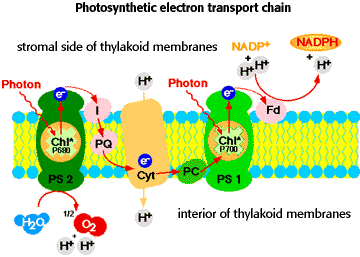 Photosynthetic electron transport chain
stromal side of thylakoid membranes
NADP+
NADPH
+
H+
H+
+
H+
Photon
e-
I
H+
Photon
e-
Fd
Chl*
P680
PQ
e-
Chl*
P700
PS 2
Cyt
PC
PS 1
H2O
1/2
O2
+
H+
H+
H+
interior of thylakoid membranes